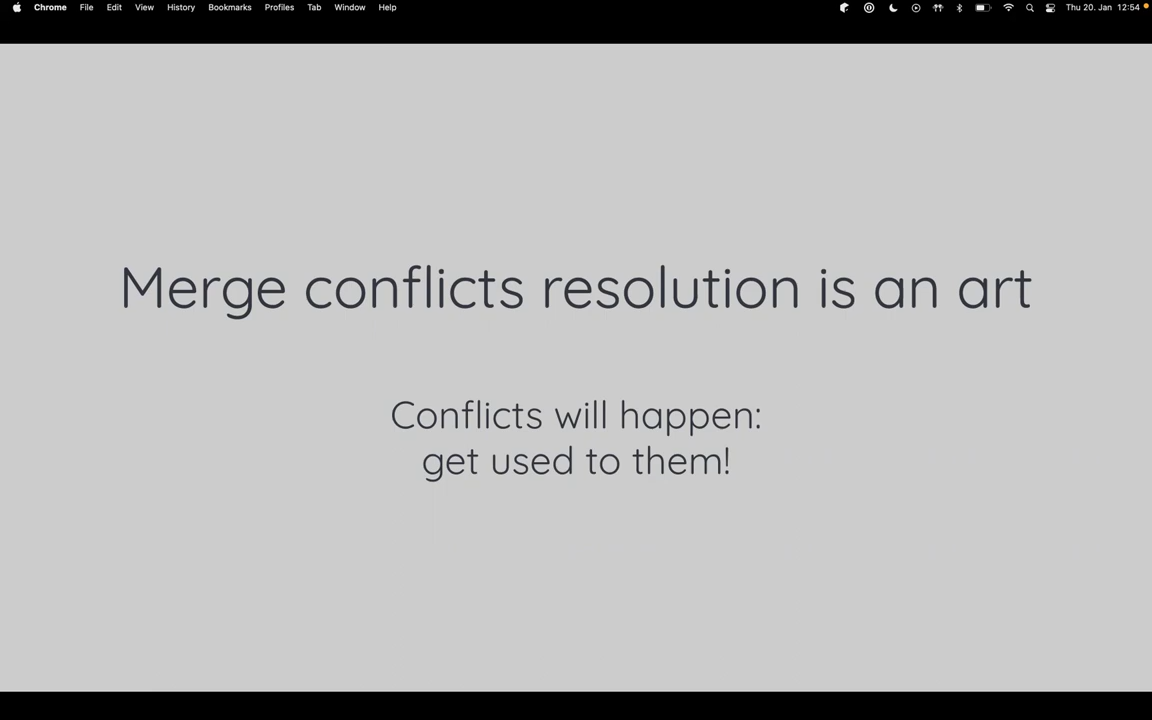 Chrome File Edit View History Bookmarks Profiles Tab Window Help Thu 20. Jan 12:54
Merge conflicts resolution is an art
Conflicts will happen:
get used to them!